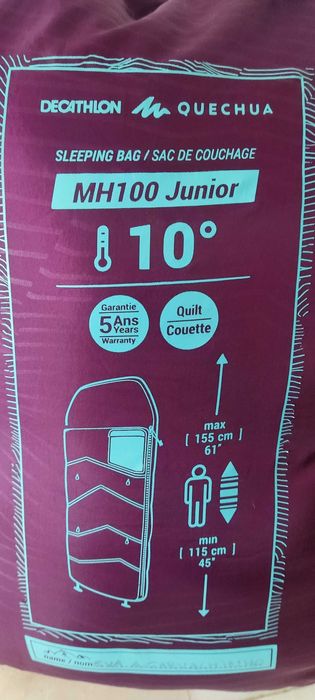 DECATHLON QUECHUA
SLEEPING BAG / SAC DE COUCHAGE
MH100 Junior
10°
Garantie
5 Ans
Years
Warranty
Quilt
Couette
max
[ 155 cm ]
61"
min
[ 115 cm ]
45"
name / nom